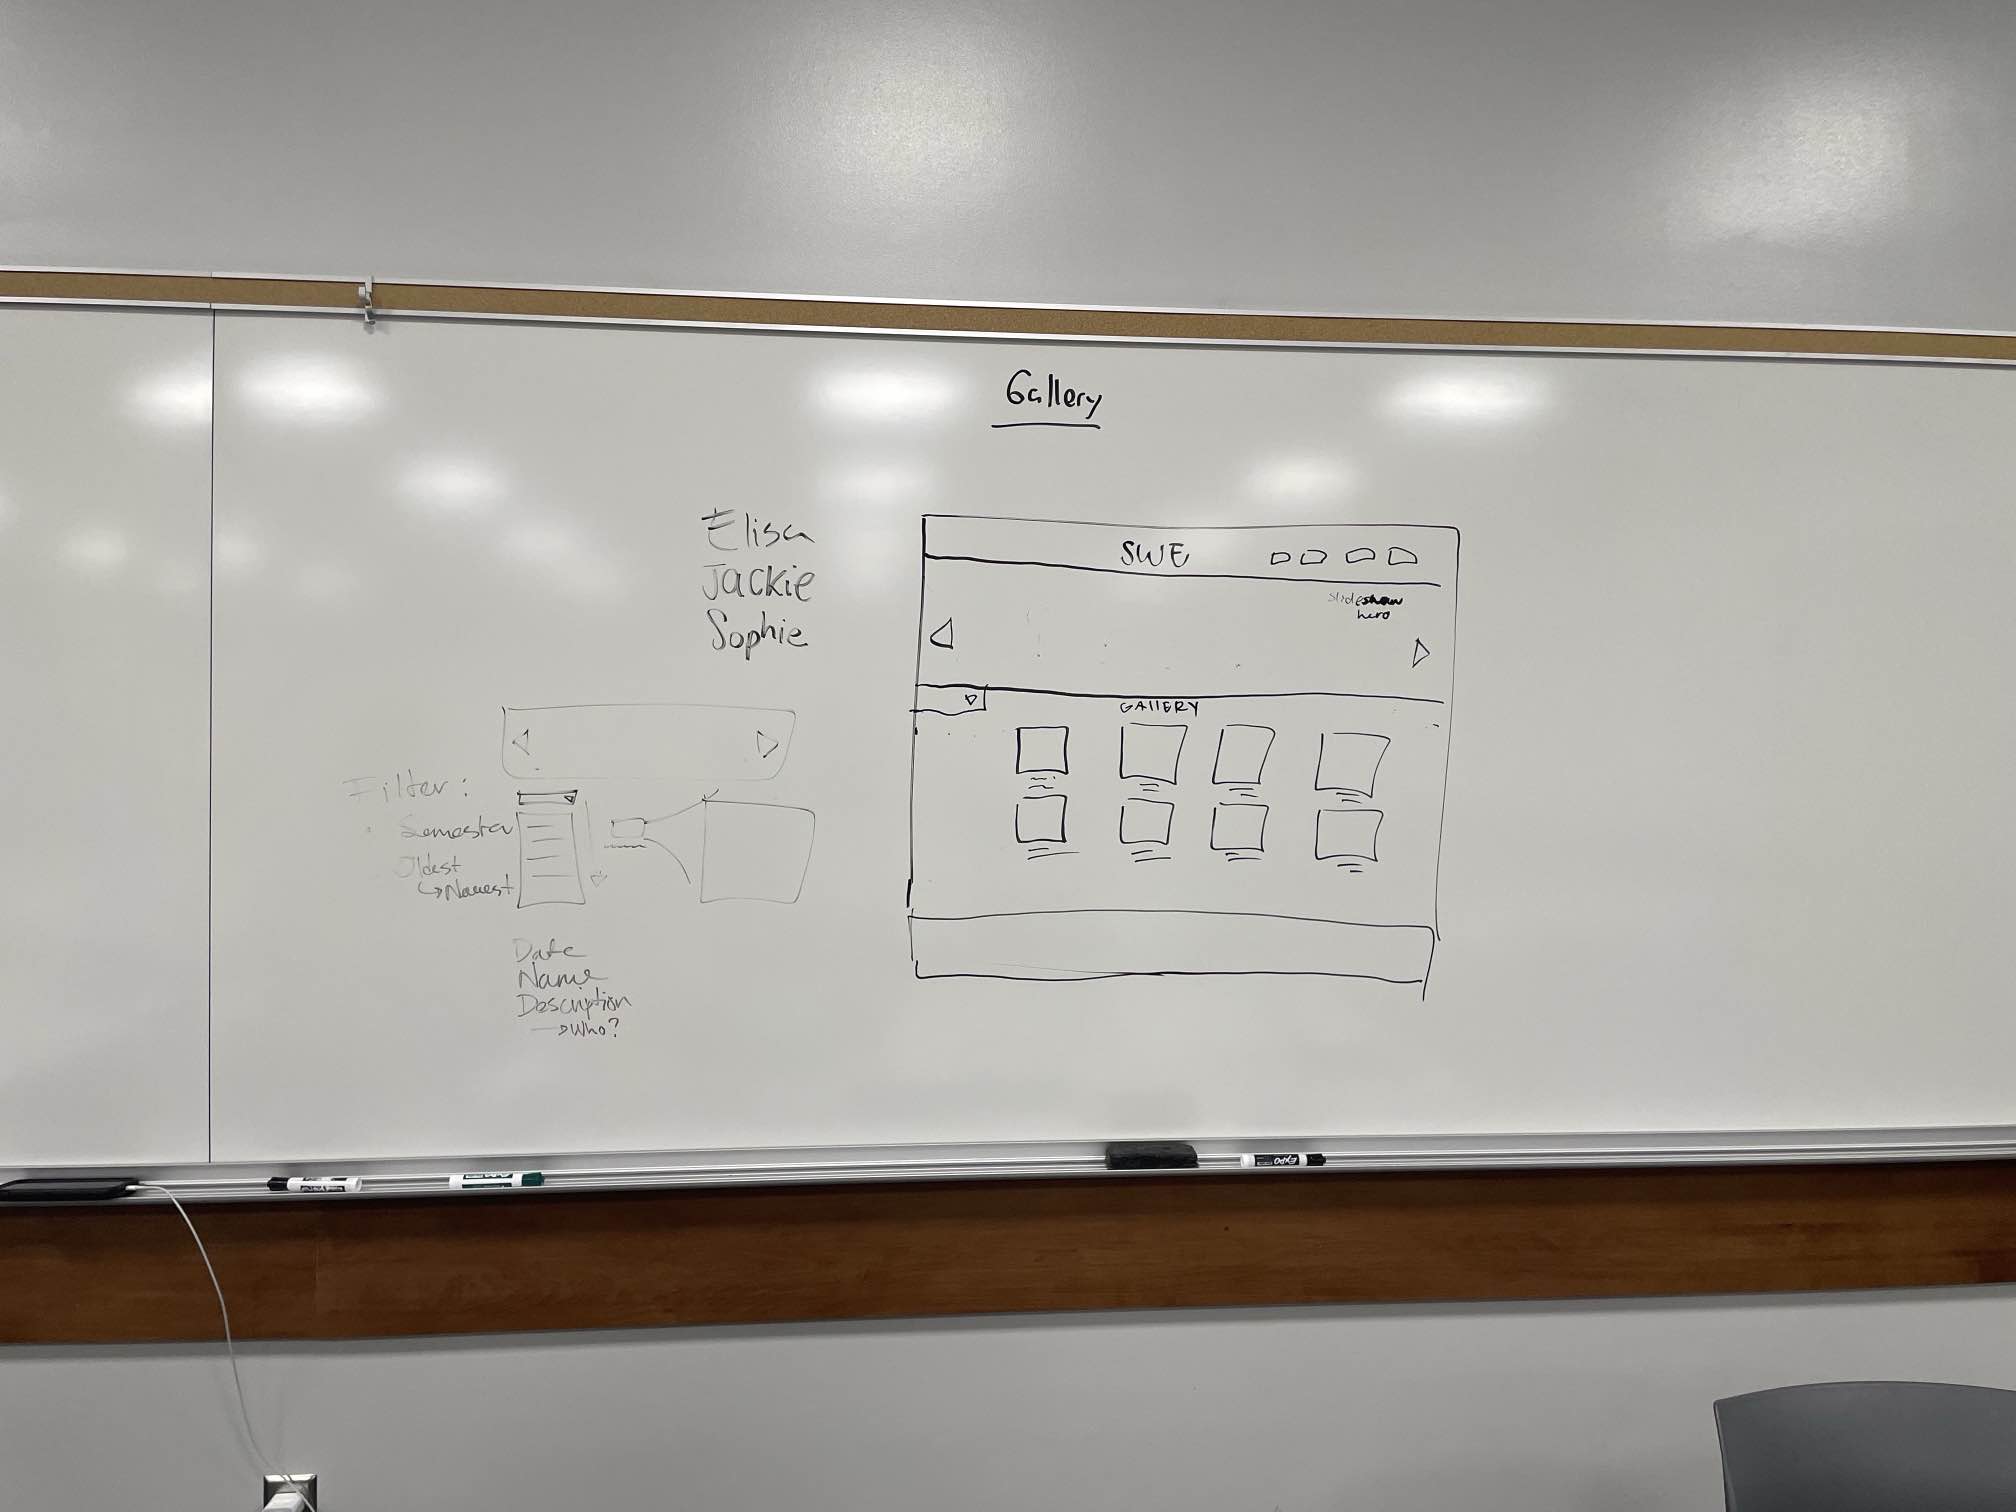 Gallery
Elisa
Jackie
Sophie
SWE
slideshow
hero
GALLERY
Filter:
Semester
Oldest
↳Newest
Date
Name
Description
→Who?
EXPO